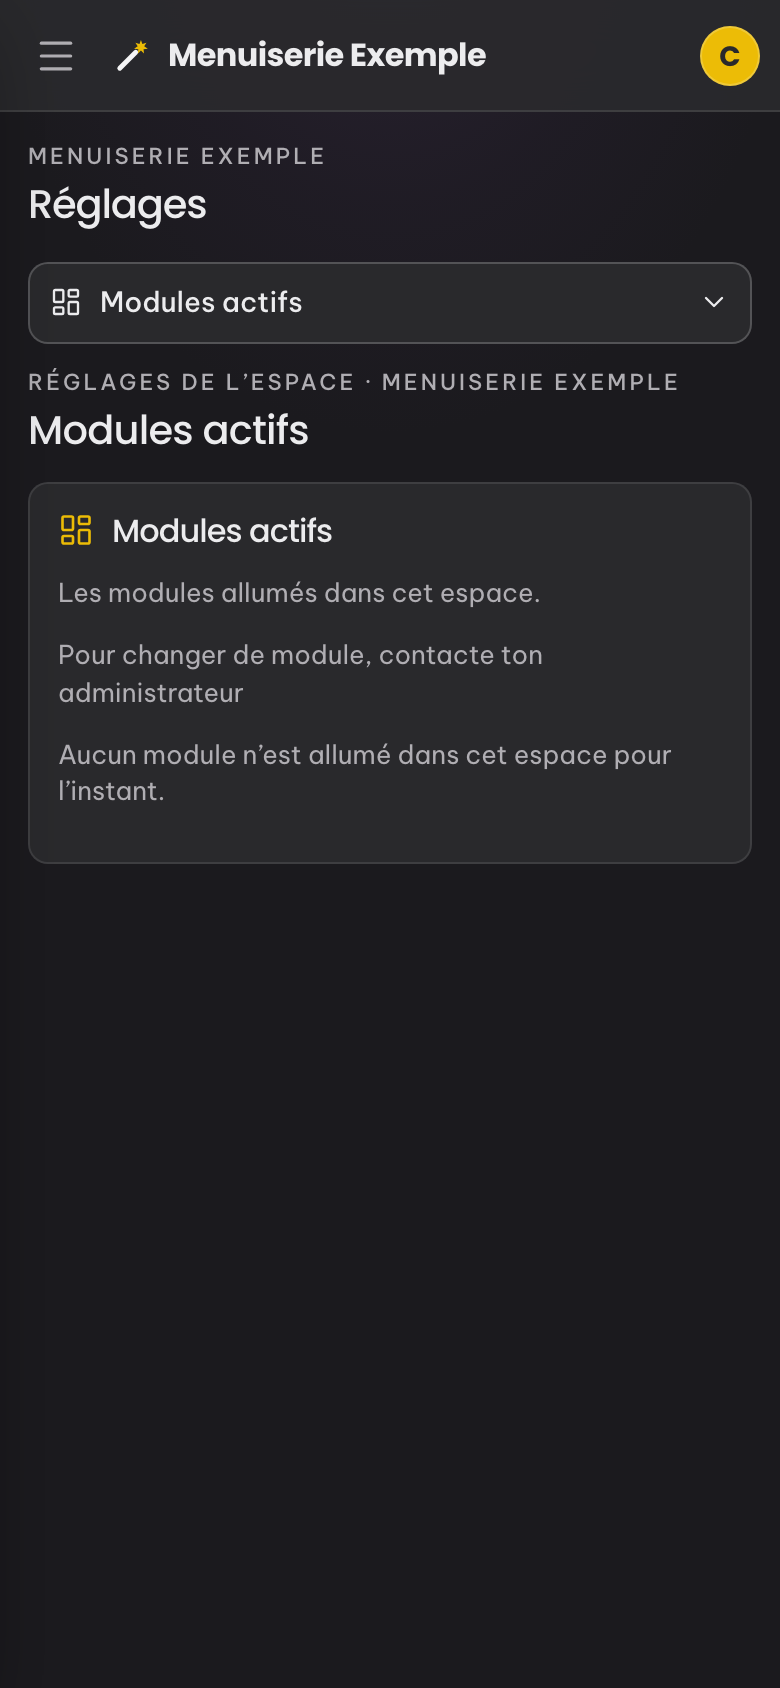 Menuiserie Exemple
C
MENUISERIE EXEMPLE
Réglages
Modules actifs
RÉGLAGES DE L’ESPACE · MENUISERIE EXEMPLE
Modules actifs
Modules actifs
Les modules allumés dans cet espace.
Pour changer de module, contacte ton
administrateur
Aucun module n’est allumé dans cet espace pour
l’instant.